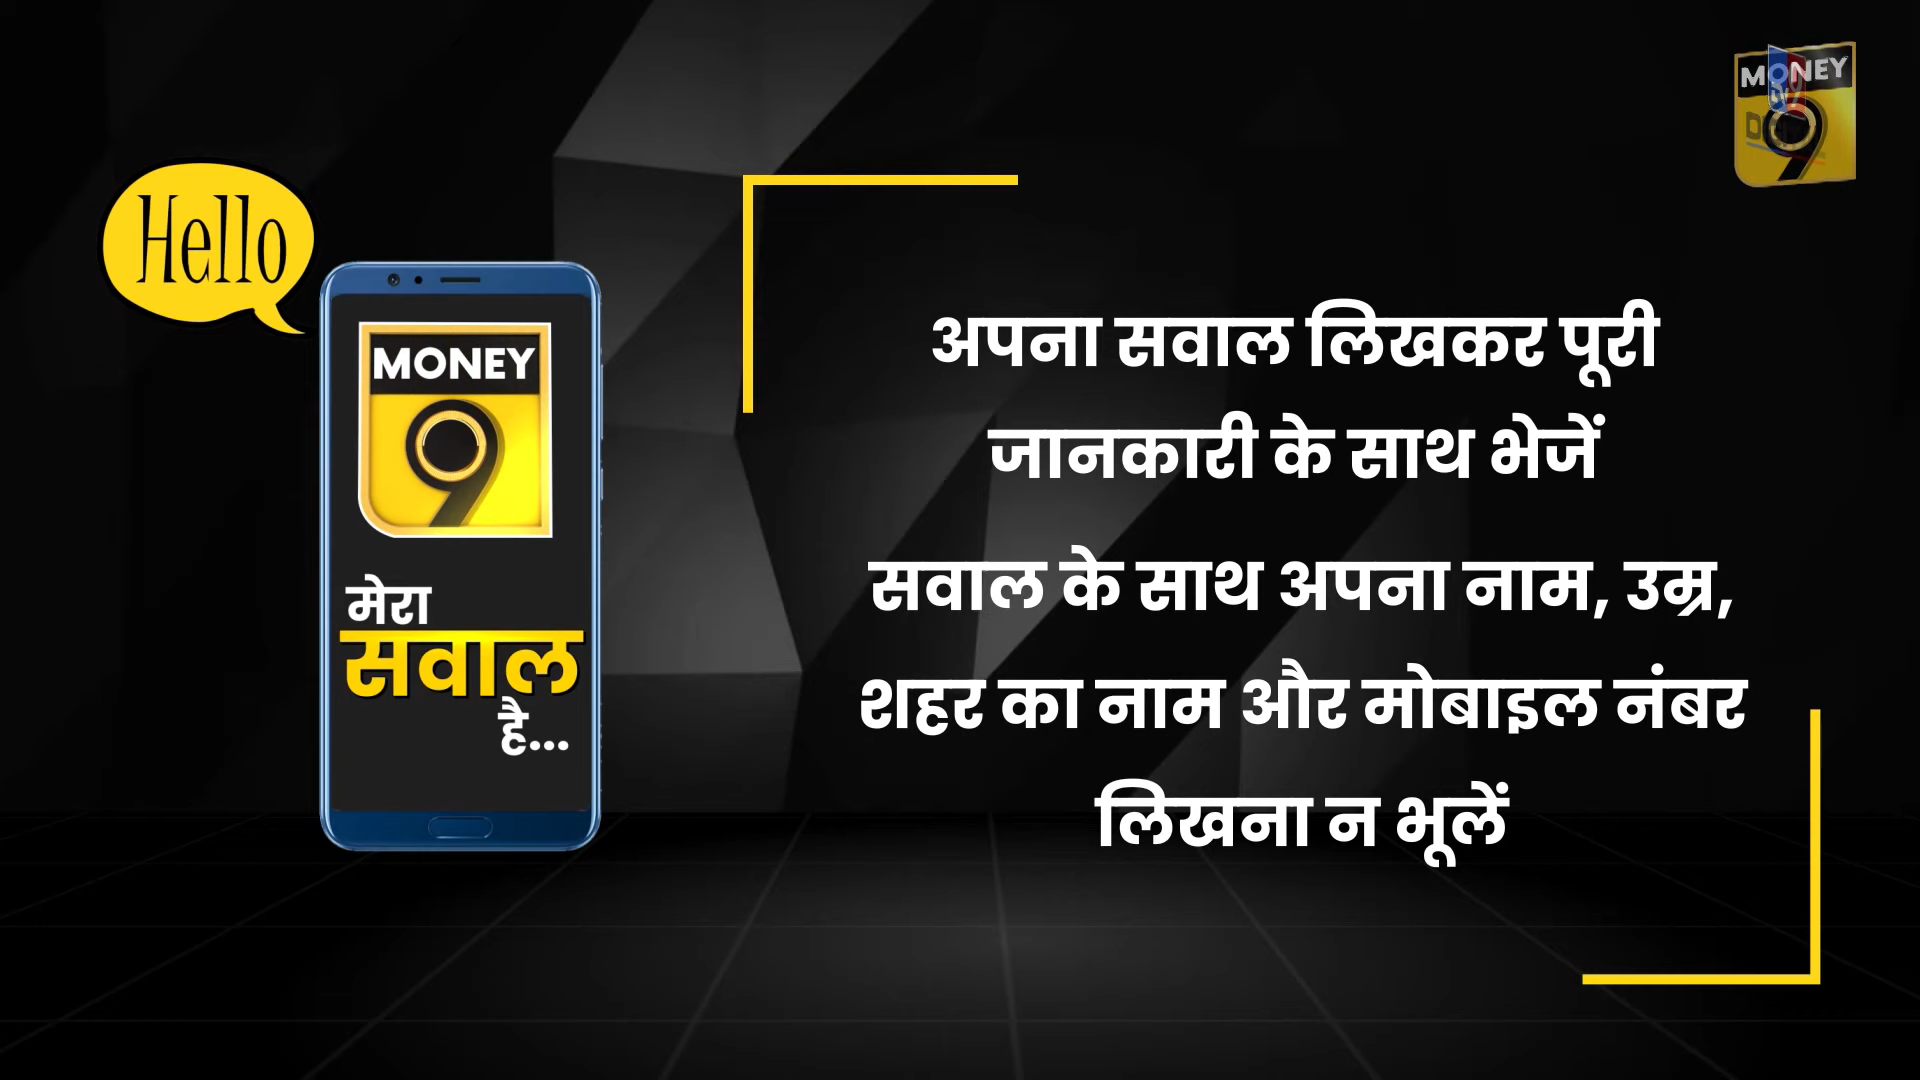 Hello
MONEY
9
मेरा
सवाल
है...
अपना सवाल लिखकर पूरी
जानकारी के साथ भेजें
सवाल के साथ अपना नाम, उम्र,
शहर का नाम और मोबाइल नंबर
लिखना न भूलें
MONEY
9